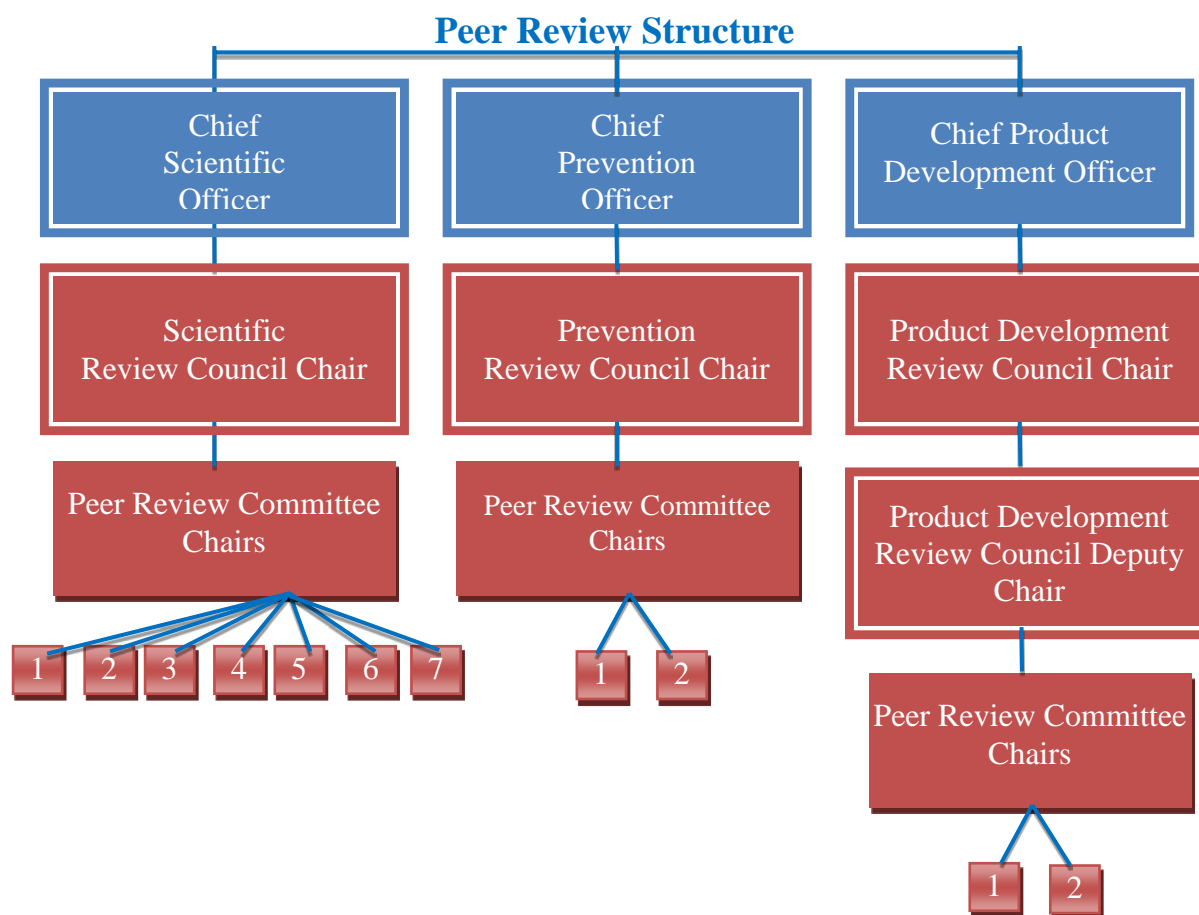 Peer Review Structure
Chief
Scientific
Officer
Chief
Prevention
Officer
Chief Product
Development Officer
Scientific
Review Council Chair
Prevention
Review Council Chair
Product Development
Review Council Chair
Peer Review Committee
Chairs
Peer Review Committee
Chairs
Product Development
Review Council Deputy
Chair
1 2 3 4 5 6 7
1 2
Peer Review Committee
Chairs
1 2